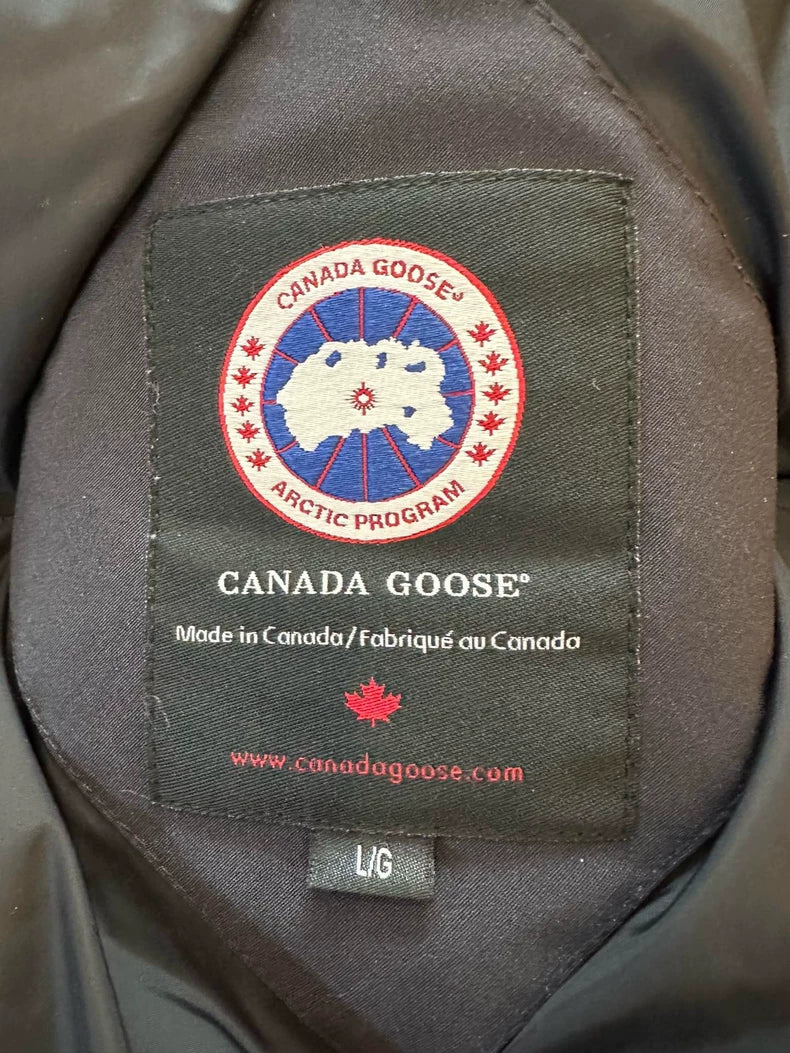 CANADA GOOSE®
ARCTIC PROGRAM
CANADA GOOSE®
Made in Canada/Fabriqué au Canada
www.canadagoose.com
L/G